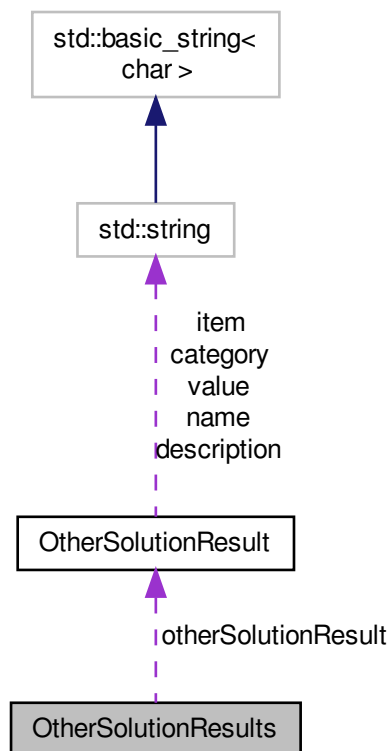 std::basic_string<
char >
std::string
item
category
value
name
description
OtherSolutionResult
otherSolutionResult
OtherSolutionResults